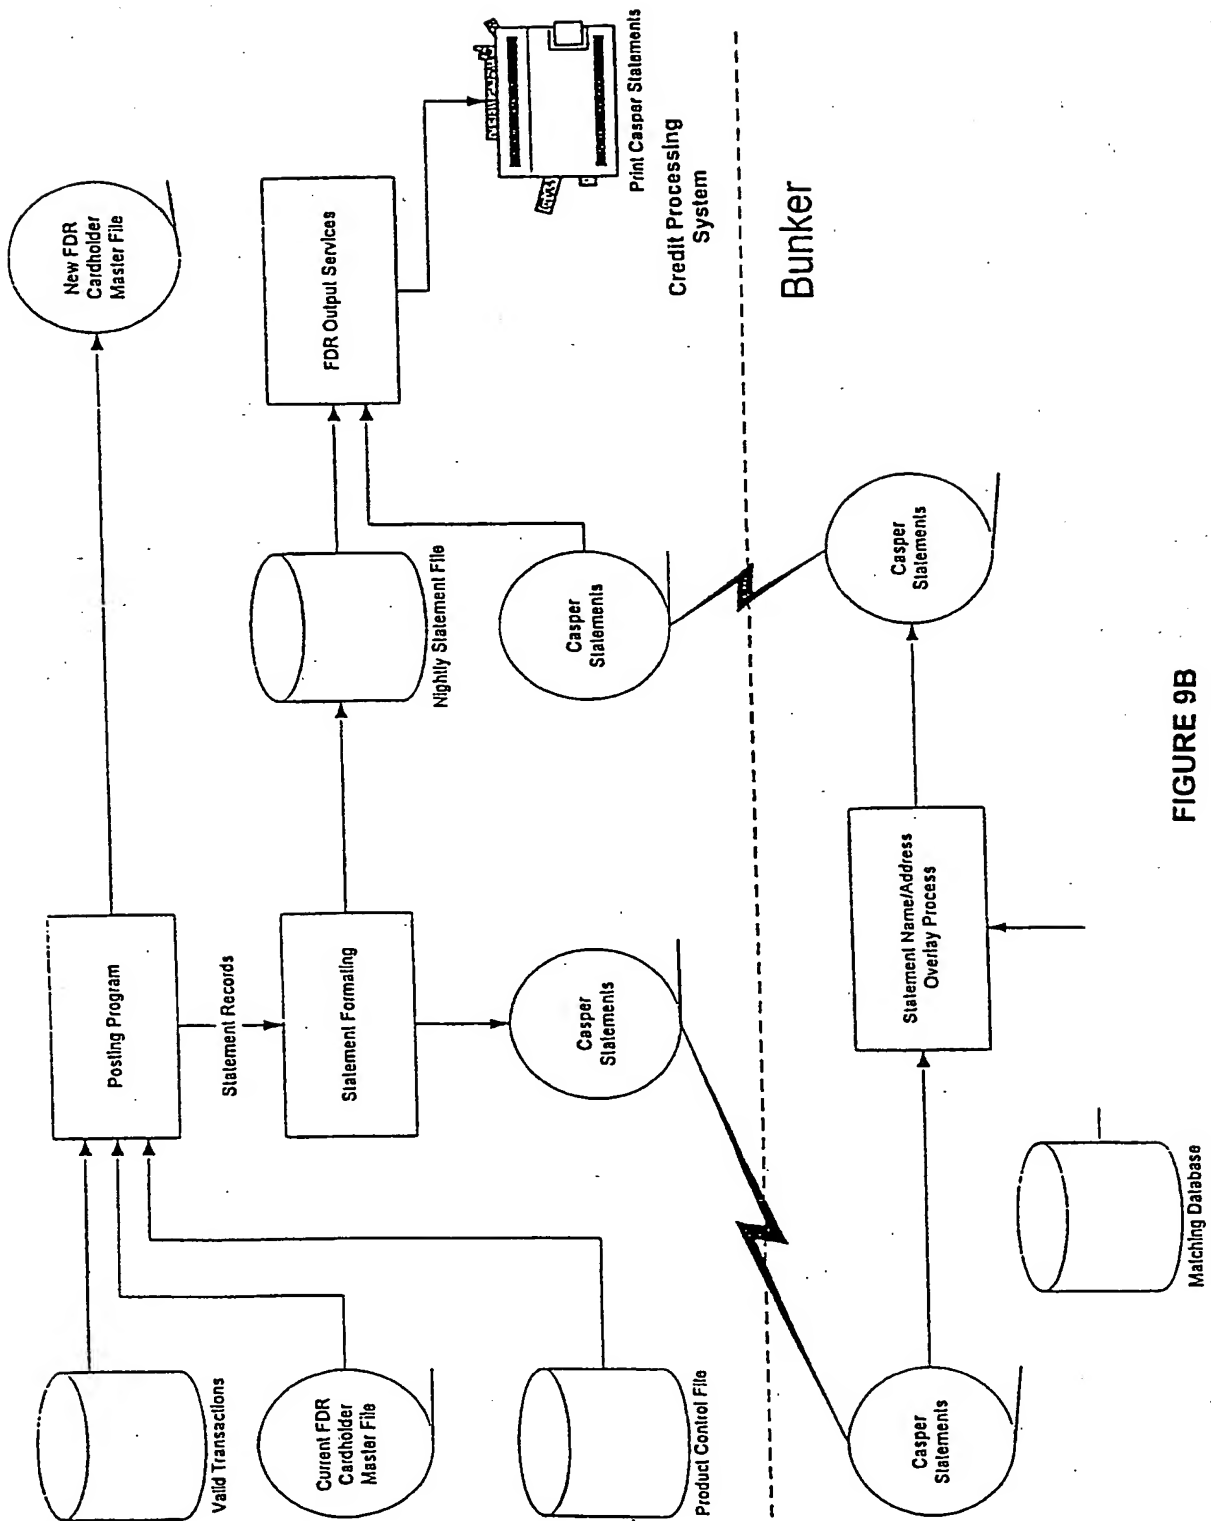 Valid Transactions
Current FDR
Cardholder
Master File
Product Control File
Posting Program
Statement Records
Statement Formating
Casper
Statements
New FDR
Cardholder
Master File
Nightly Statement File
Casper
Statements
FDR Output Services
Print Casper Statements
Credit Processing
System
Bunker
Casper
Statements
Matching Database
Statement Name/Address
Overlay Process
Casper
Statements
FIGURE 9B